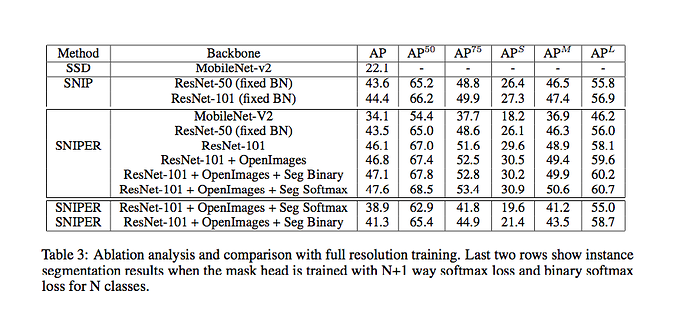 Method Backbone AP AP50 AP75 APS APM APL
SSD MobileNet-v2 22.1 - - - - -
SNIP ResNet-50 (fixed BN) 43.6 65.2 48.8 26.4 46.5 55.8
ResNet-101 (fixed BN) 44.4 66.2 49.9 27.3 47.4 56.9
MobileNet-V2 34.1 54.4 37.7 18.2 36.9 46.2
ResNet-50 (fixed BN) 43.5 65.0 48.6 26.1 46.3 56.0
SNIPER ResNet-101 46.1 67.0 51.6 29.6 48.9 58.1
ResNet-101 + OpenImages 46.8 67.4 52.5 30.5 49.4 59.6
ResNet-101 + OpenImages + Seg Binary 47.1 67.8 52.8 30.2 49.9 60.2
ResNet-101 + OpenImages + Seg Softmax 47.6 68.5 53.4 30.9 50.6 60.7
SNIPER ResNet-101 + OpenImages + Seg Softmax 38.9 62.9 41.8 19.6 41.2 55.0
SNIPER ResNet-101 + OpenImages + Seg Binary 41.3 65.4 44.9 21.4 43.5 58.7
Table 3: Ablation analysis and comparison with full resolution training. Last two rows show instance
segmentation results when the mask head is trained with N+1 way softmax loss and binary softmax
loss for N classes.